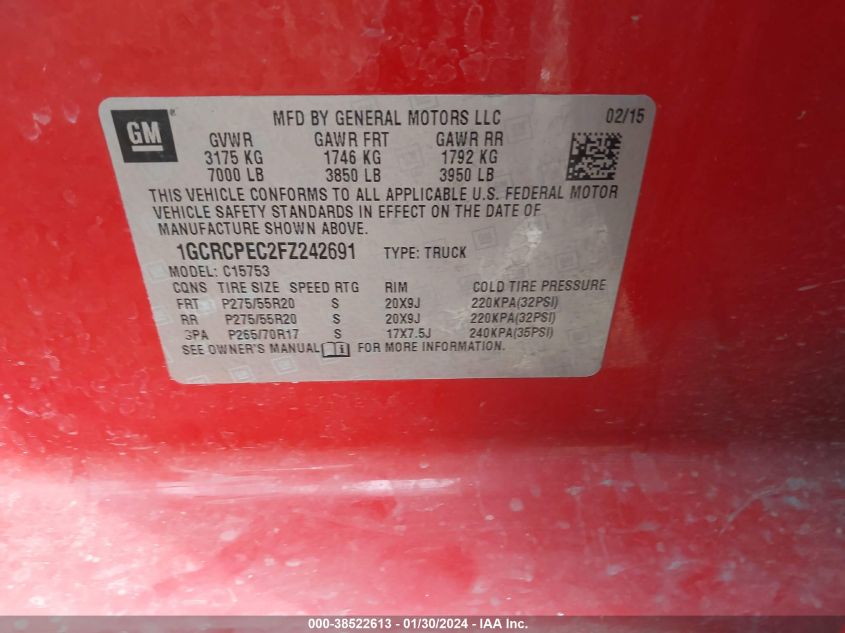 GM ® MFD BY GENERAL MOTORS LLC 02/15
GVWR GAWR FRT GAWR RR
3175 KG 1746 KG 1792 KG
7000 LB 3850 LB 3950 LB
THIS VEHICLE CONFORMS TO ALL APPLICABLE U.S. FEDERAL MOTOR
VEHICLE SAFETY STANDARDS IN EFFECT ON THE DATE OF
MANUFACTURE SHOWN ABOVE.
1GCRCPEC2FZ242691 TYPE: TRUCK
MODEL: C15753
CQNS TIRE SIZE SPEED RTG RIM COLD TIRE PRESSURE
FRT P275/55R20 S 20X9J 220KPA(32PSI)
RR P275/55R20 S 20X9J 220KPA(32PSI)
SPA P265/70R17 S 17X7.5J 240KPA(35PSI)
SEE OWNER'S MANUAL FOR MORE INFORMATION.
000-38522613 - 01/30/2024 - IAA Inc.